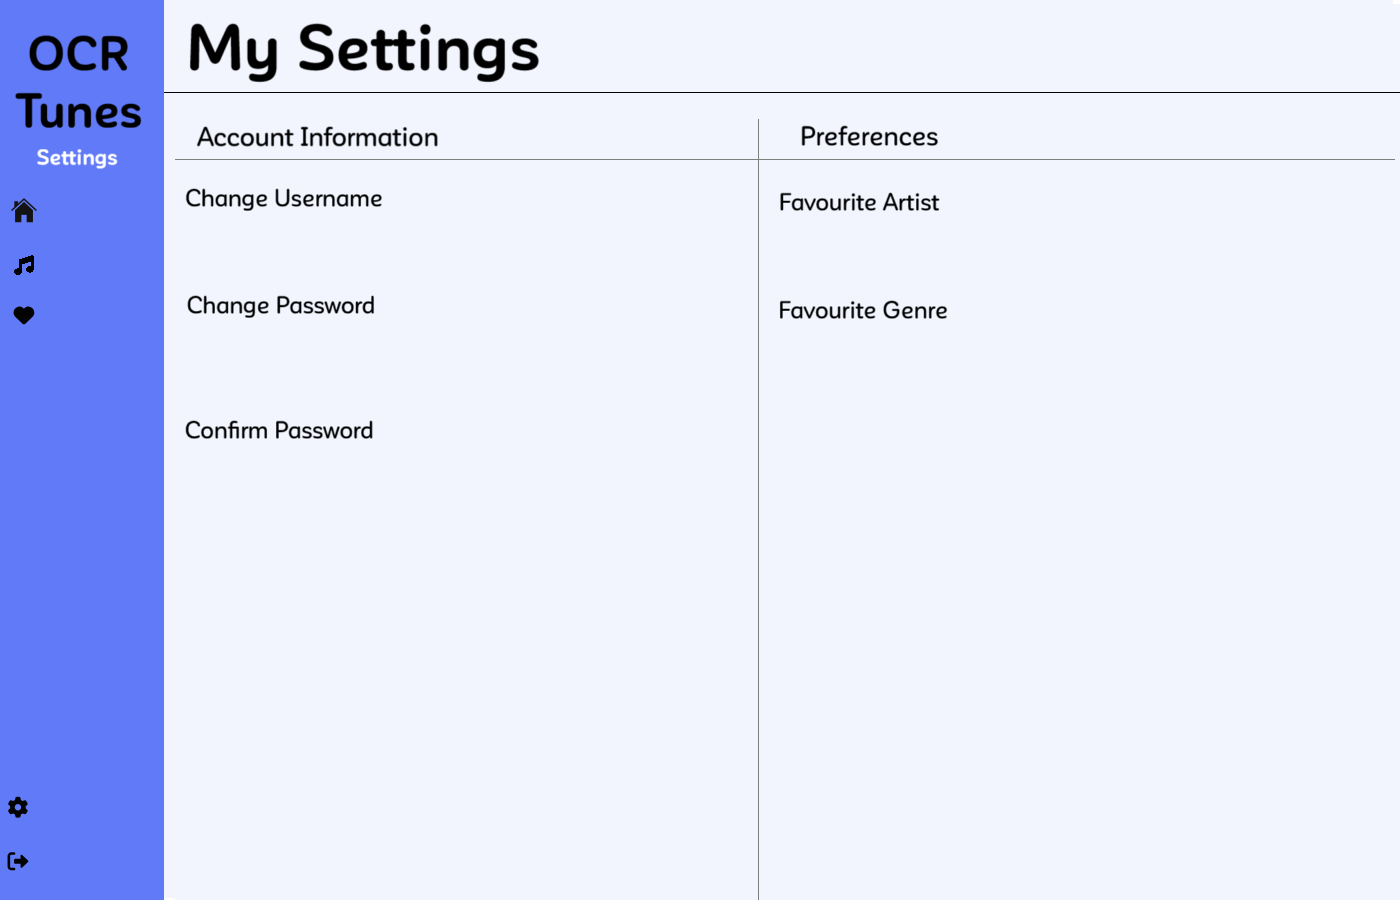 OCR
Tunes
Settings
My Settings
Account Information
Change Username
Change Password
Confirm Password
Preferences
Favourite Artist
Favourite Genre